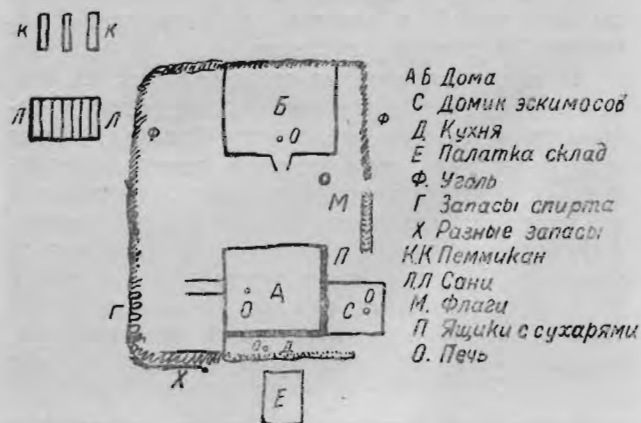 К К
Л Л
Ф
Б
О
Ф
М
П
А
О
О
С
Г
О Д
Х
Е
А Б Дома
С Домик эскимосов
Д Кухня
Е Палатка склад
Ф. Уголь
Г Запасы спирта
Х Разные запасы
К.К Пеммикан
Л.Л Сани
М. Флаги
П Ящики с сухарями
О. Печь